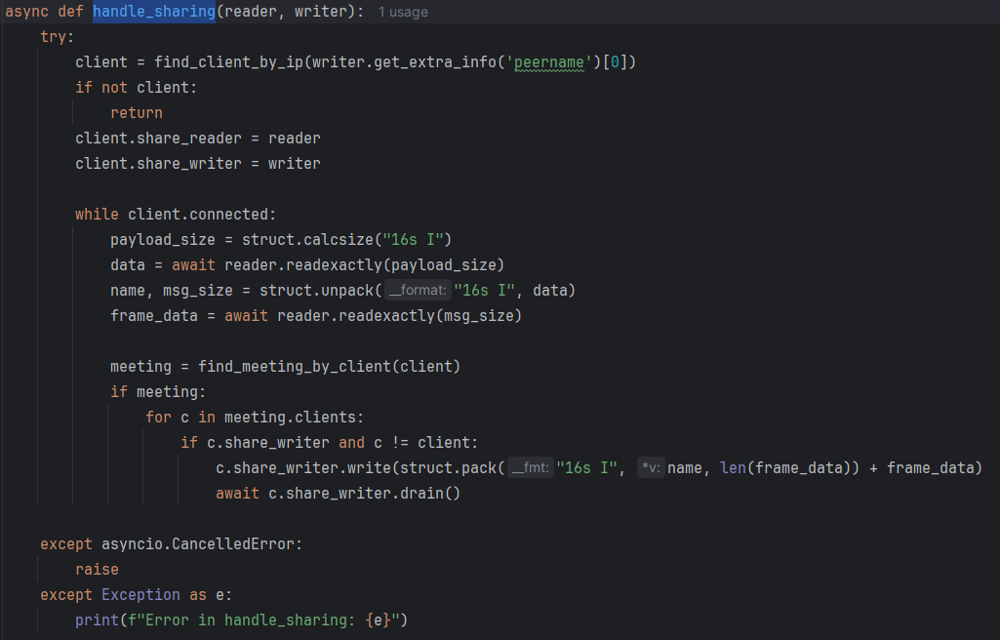 async def handle_sharing(reader, writer): 1 usage
    try:
        client = find_client_by_ip(writer.get_extra_info('peername')[0])
        if not client:
            return
        client.share_reader = reader
        client.share_writer = writer

        while client.connected:
            payload_size = struct.calcsize("16s I")
            data = await reader.readexactly(payload_size)
            name, msg_size = struct.unpack(__format: "16s I", data)
            frame_data = await reader.readexactly(msg_size)

            meeting = find_meeting_by_client(client)
            if meeting:
                for c in meeting.clients:
                    if c.share_writer and c != client:
                        c.share_writer.write(struct.pack(__fmt: "16s I", *v: name, len(frame_data)) + frame_data)
                        await c.share_writer.drain()

    except asyncio.CancelledError:
        raise
    except Exception as e:
        print(f"Error in handle_sharing: {e}")